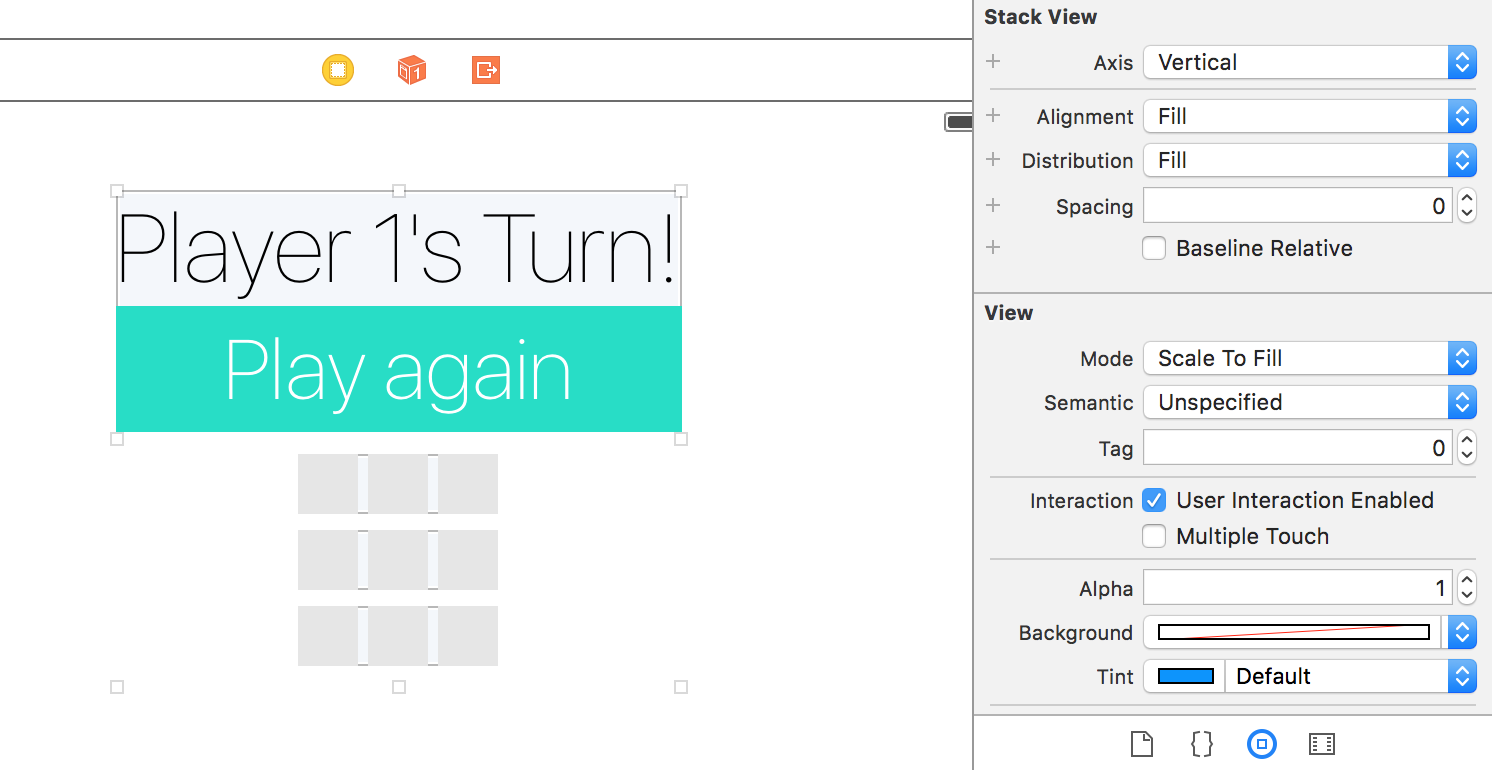 Stack View
Axis Vertical
Alignment Fill
Distribution Fill
Spacing 0
Baseline Relative
View
Mode Scale To Fill
Semantic Unspecified
Tag 0
Interaction User Interaction Enabled
Multiple Touch
Alpha 1
Background
Tint Default
1
Player 1's Turn!
Play again